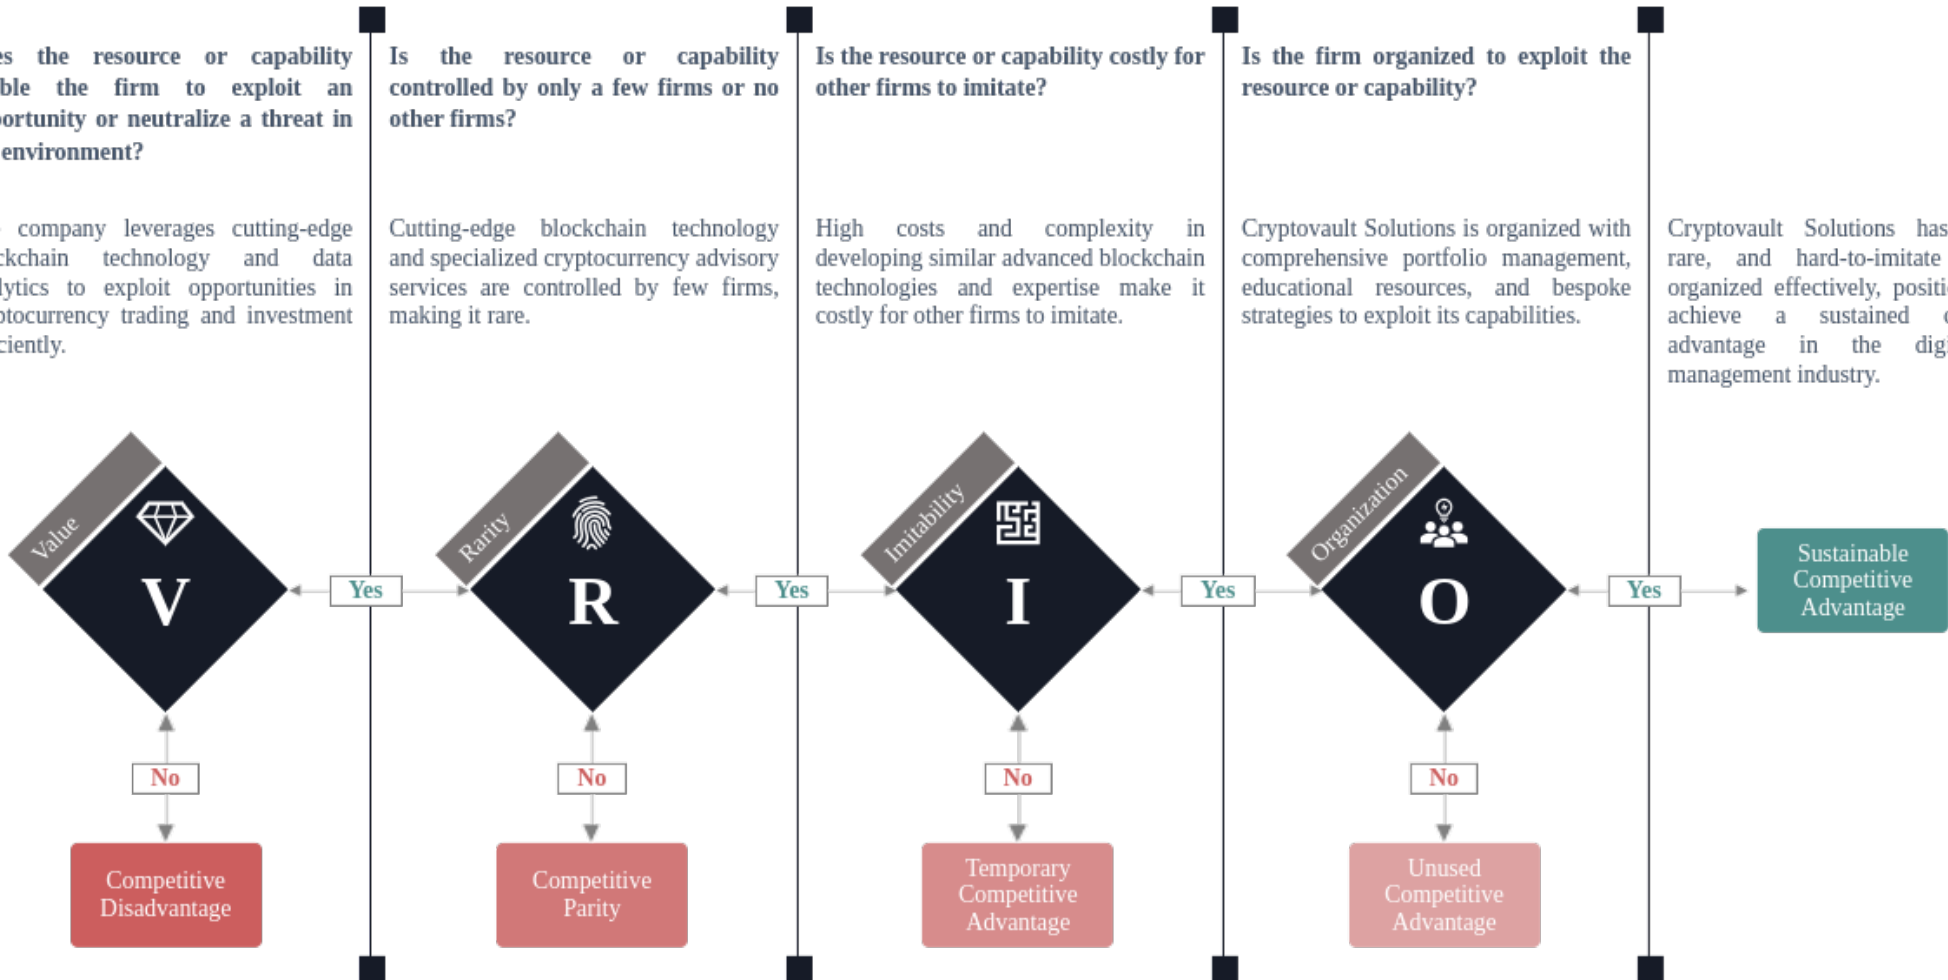 es the resource or capability
ble the firm to exploit an
ortunity or neutralize a threat in
environment?
company leverages cutting-edge
ckchain technology and data
lytics to exploit opportunities in
ptocurrency trading and investment
ciently.
Value
V
Yes
No
Competitive
Disadvantage
Is the resource or capability
controlled by only a few firms or no
other firms?
Cutting-edge blockchain technology
and specialized cryptocurrency advisory
services are controlled by few firms,
making it rare.
Rarity
R
Yes
No
Competitive
Parity
Is the resource or capability costly for
other firms to imitate?
High costs and complexity in
developing similar advanced blockchain
technologies and expertise make it
costly for other firms to imitate.
Imitability
I
Yes
No
Temporary
Competitive
Advantage
Is the firm organized to exploit the
resource or capability?
Cryptovault Solutions is organized with
comprehensive portfolio management,
educational resources, and bespoke
strategies to exploit its capabilities.
Organization
O
Yes
No
Unused
Competitive
Advantage
Cryptovault Solutions has
rare, and hard-to-imitate
organized effectively, positi
achieve a sustained
advantage in the dig
management industry.
Sustainable
Competitive
Advantage